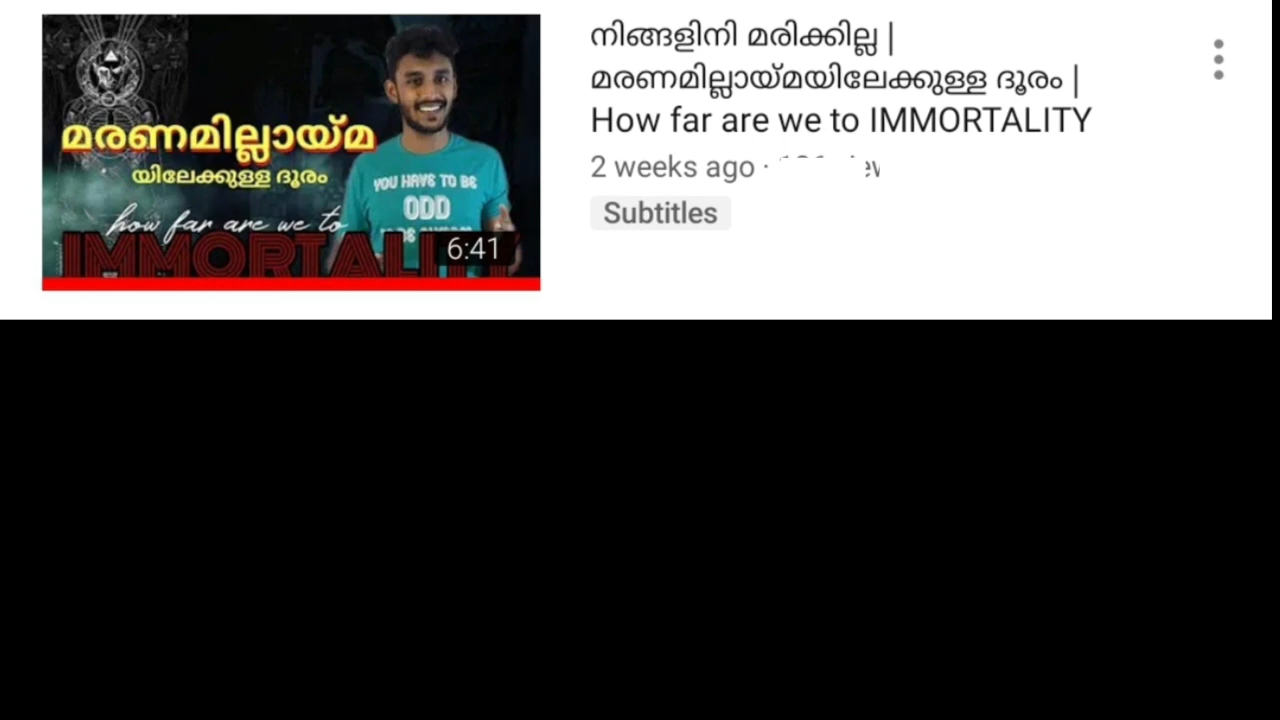 മരണമില്ലായ്മ
യിലേക്കുള്ള ദൂരം
how far are we to
IMMORTALITY
YOU HAVE TO BE
ODD
6:41
നിങ്ങളിനി മരിക്കില്ല |
മരണമില്ലായ്മയിലേക്കുള്ള ദൂരം |
How far are we to IMMORTALITY
2 weeks ago ·
Subtitles